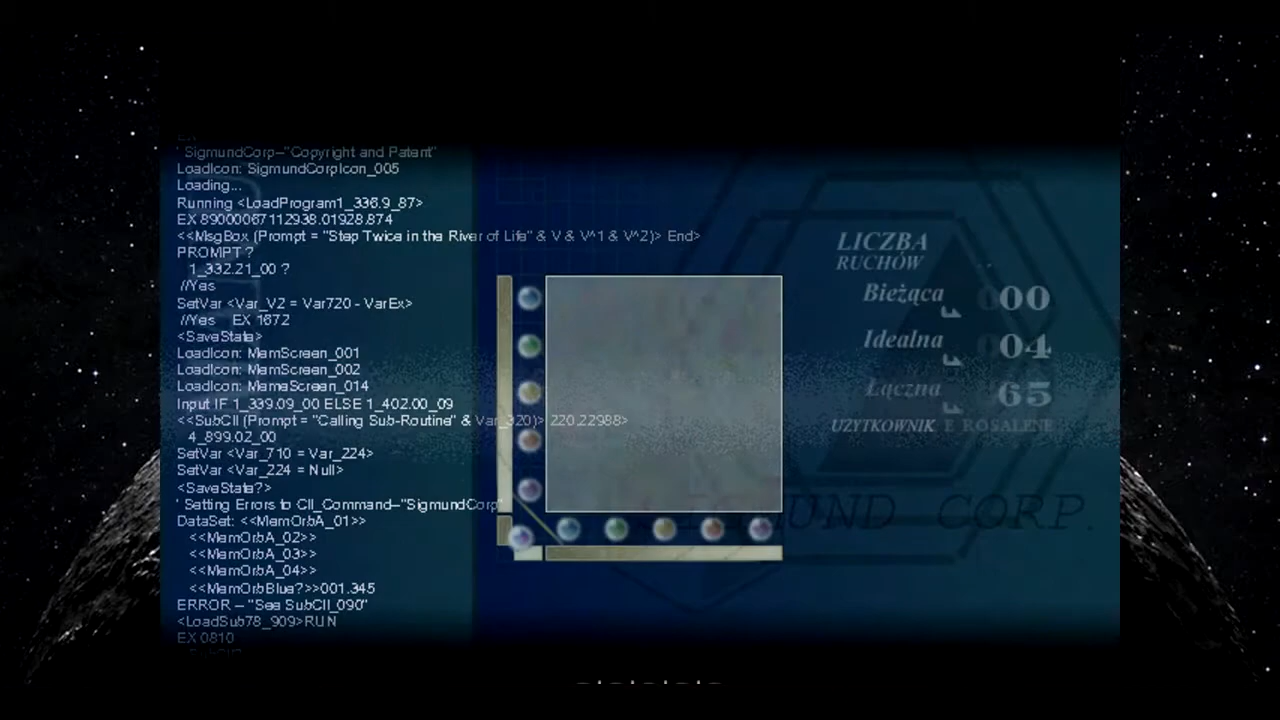 ' SigmundCorp--"Copyright and Patent"
LoadIcon: SigmundCorpIcon_005
Loading...
Running <LoadProgram1_336.9_87>
EX 89000067112938.01928.874
<<MsgBox (Prompt = "Step Twice in the River of Life" & V & V^1 & V^2)> End>
PROMPT ?
1_332.21_00 ?
//Yes
SetVar <Var_V2 = Var720 - VarEx>
//Yes EX 1672
<SaveState>
LoadIcon: MemScreen_001
LoadIcon: MemScreen_002
LoadIcon: MemeScreen_014
Input IF 1_339.09_00 ELSE 1_402.00_09
<<SubCll (Prompt = "Calling Sub-Routine" & Var_320)> 220.22988>
4_899.02_00
SetVar <Var_710 = Var_224>
SetVar <Var_224 = Null>
<SaveState?>
' Setting Errors to Cll_Command--"SigmundCorp"
DataSet: <<MemOrbA_01>>
<<MemOrbA_02>>
<<MemOrbA_03>>
<<MemOrbA_04>>
<<MemOrbBlue?>>001.345
ERROR -- "See SubCll_090"
<LoadSub78_909>RUN
EX 0810
LICZBA
RUCHÓW
Bieżąca 00
Idealna 04
Łączna 65
UZYTKOWNIK E ROSALENE
SIGMUND CORP.